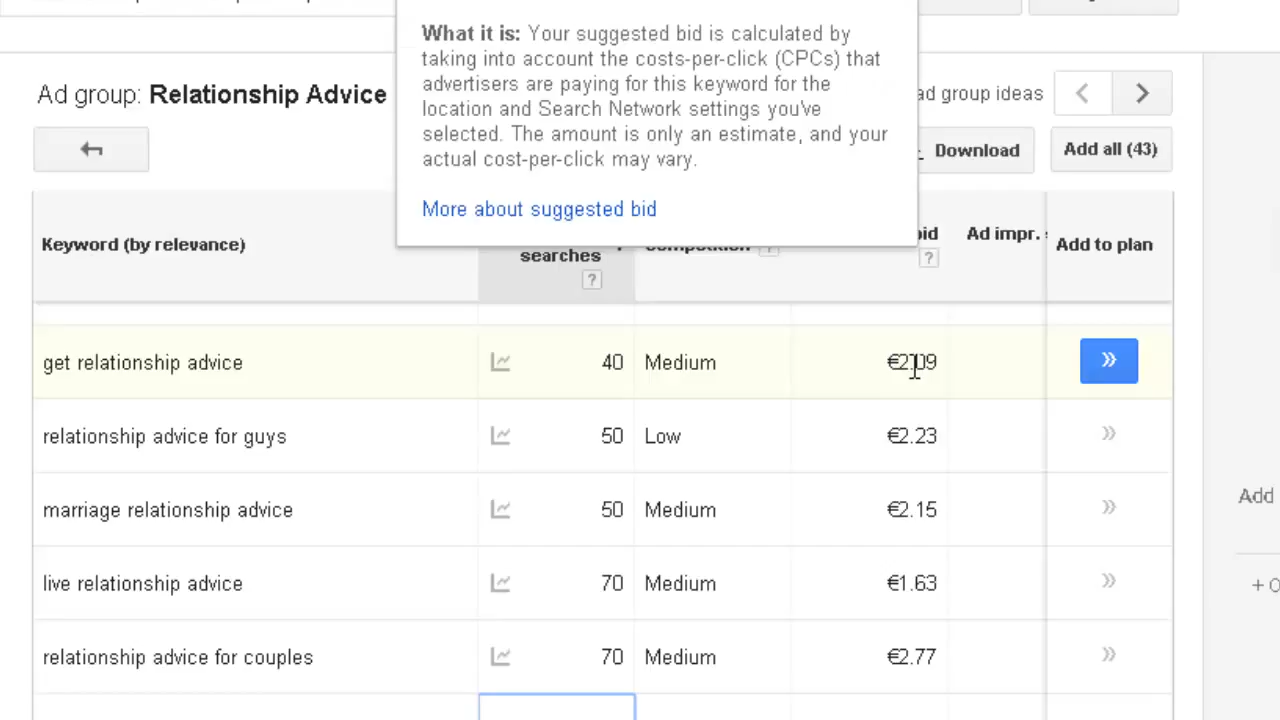 What it is: Your suggested bid is calculated by
taking into account the costs-per-click (CPCs) that
advertisers are paying for this keyword for the
location and Search Network settings you've
selected. The amount is only an estimate, and your
actual cost-per-click may vary.
More about suggested bid
Ad group: Relationship Advice
ad group ideas
Download
Add all (43)
Keyword (by relevance)
searches
?
competition ?
bid
?
Ad impr.
Add to plan
get relationship advice 40 Medium €2.09 »
relationship advice for guys 50 Low €2.23 »
marriage relationship advice 50 Medium €2.15 »
live relationship advice 70 Medium €1.63 »
relationship advice for couples 70 Medium €2.77 »
Add
+ O